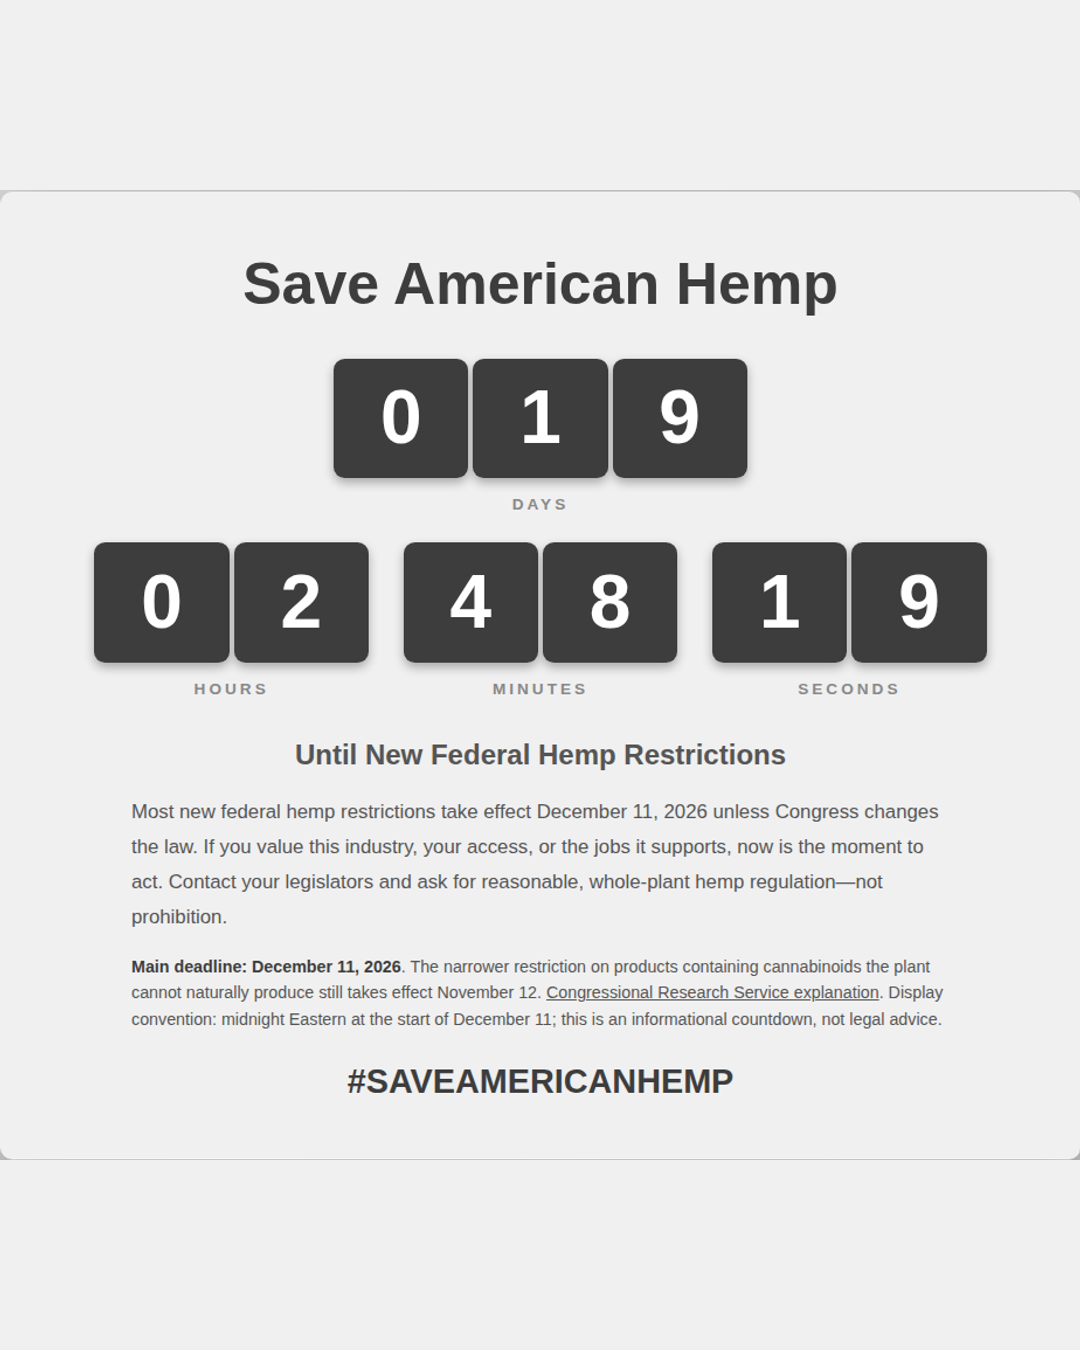 Save American Hemp
0 1 9
DAYS
0 2 4 8 1 9
HOURS MINUTES SECONDS
Until New Federal Hemp Restrictions
Most new federal hemp restrictions take effect December 11, 2026 unless Congress changes
the law. If you value this industry, your access, or the jobs it supports, now is the moment to
act. Contact your legislators and ask for reasonable, whole-plant hemp regulation—not
prohibition.
Main deadline: December 11, 2026. The narrower restriction on products containing cannabinoids the plant
cannot naturally produce still takes effect November 12. Congressional Research Service explanation. Display
convention: midnight Eastern at the start of December 11; this is an informational countdown, not legal advice.
#SAVEAMERICANHEMP